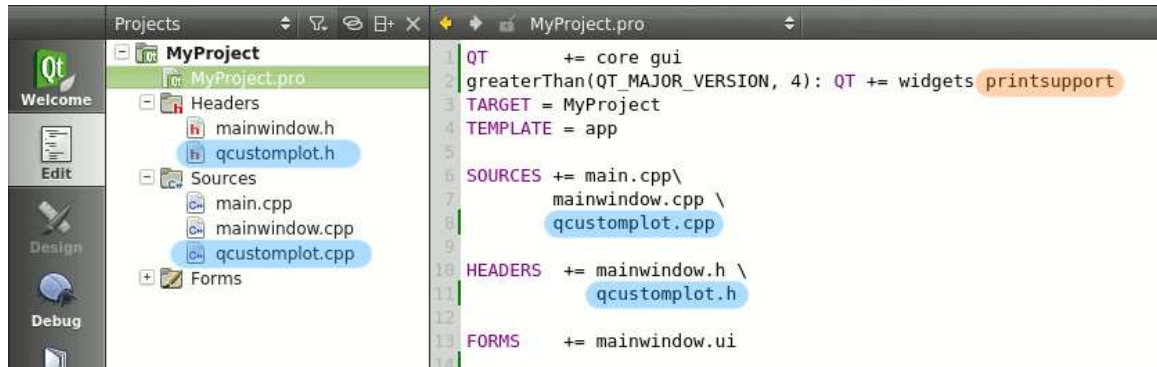 Projects
MyProject.pro
Welcome
Edit
Design
Debug
MyProject
MyProject.pro
Headers
mainwindow.h
qcustomplot.h
Sources
main.cpp
mainwindow.cpp
qcustomplot.cpp
Forms
1 QT += core gui
2 greaterThan(QT_MAJOR_VERSION, 4): QT += widgets printsupport
3 TARGET = MyProject
4 TEMPLATE = app
5
6 SOURCES += main.cpp\
7 mainwindow.cpp \
8 qcustomplot.cpp
9
10 HEADERS += mainwindow.h \
11 qcustomplot.h
12
13 FORMS += mainwindow.ui
14